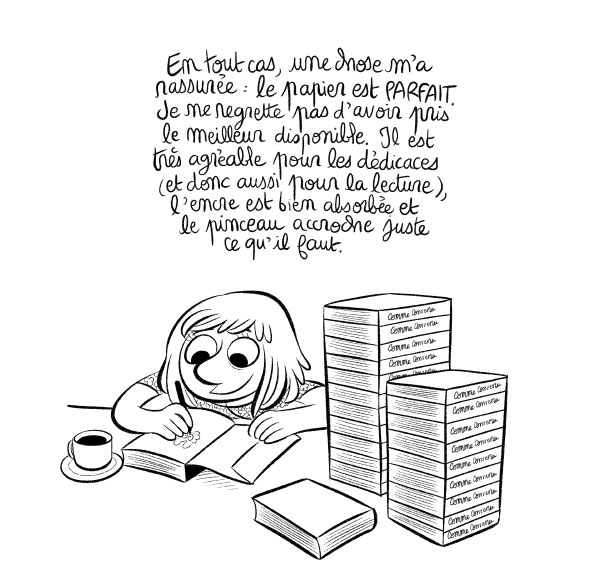 En tout cas, une chose m'a
rassurée : le papier est PARFAIT.
Je ne regrette pas d'avoir pris
le meilleur disponible. Il est
très agréable pour les dédicaces
(et donc aussi pour la lecture),
l'encre est bien absorbée et
le pinceau accroche juste
ce qu'il faut.
Comme convenu
Comme convenu
Comme convenu
Comme convenu
Comme convenu
Comme convenu
Comme convenu
Comme convenu
Comme convenu
Comme convenu
Comme convenu
Comme convenu